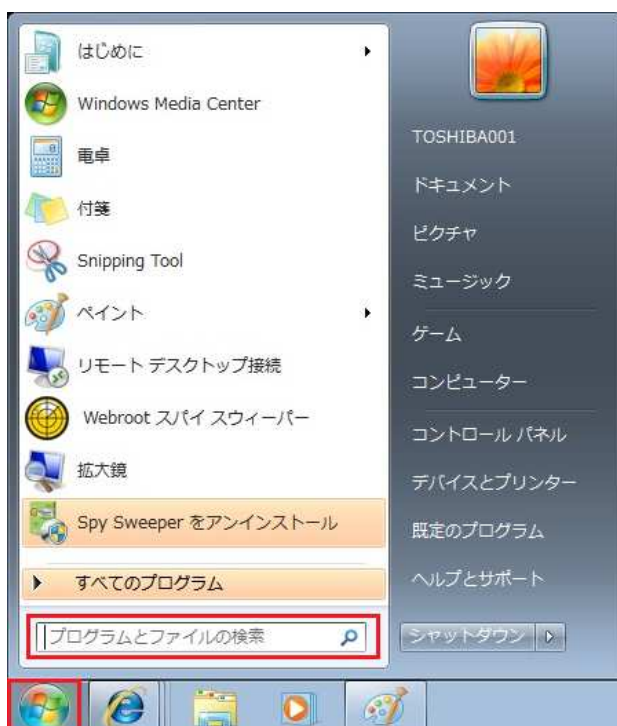 はじめに
Windows Media Center
電卓
付箋
Snipping Tool
ペイント
リモート デスクトップ接続
Webroot スパイ スウィーパー
拡大鏡
Spy Sweeper をアンインストール
すべてのプログラム
プログラムとファイルの検索
TOSHIBA001
ドキュメント
ピクチャ
ミュージック
ゲーム
コンピューター
コントロール パネル
デバイスとプリンター
既定のプログラム
ヘルプとサポート
シャットダウン